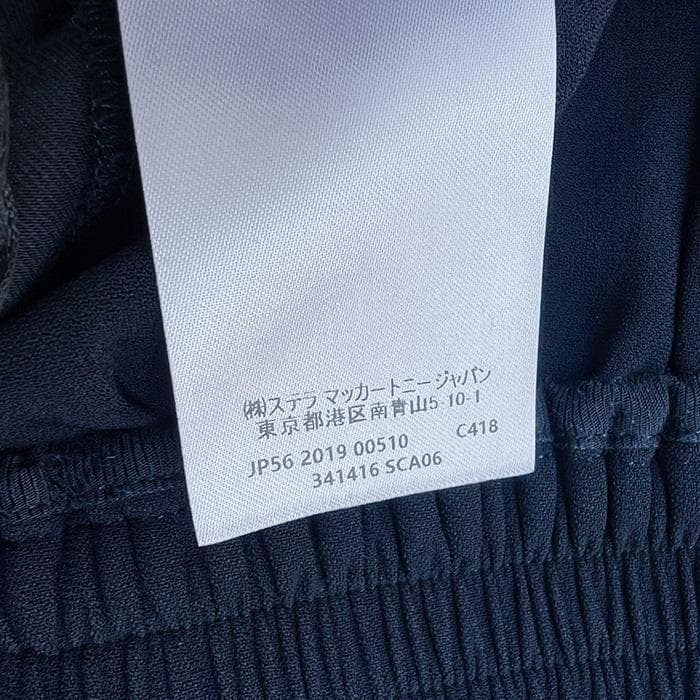 ㈱ステラ マッカートニー ジャパン
東京都港区南青山5-10-1
JP56 2019 00510 C418
341416 SCA06